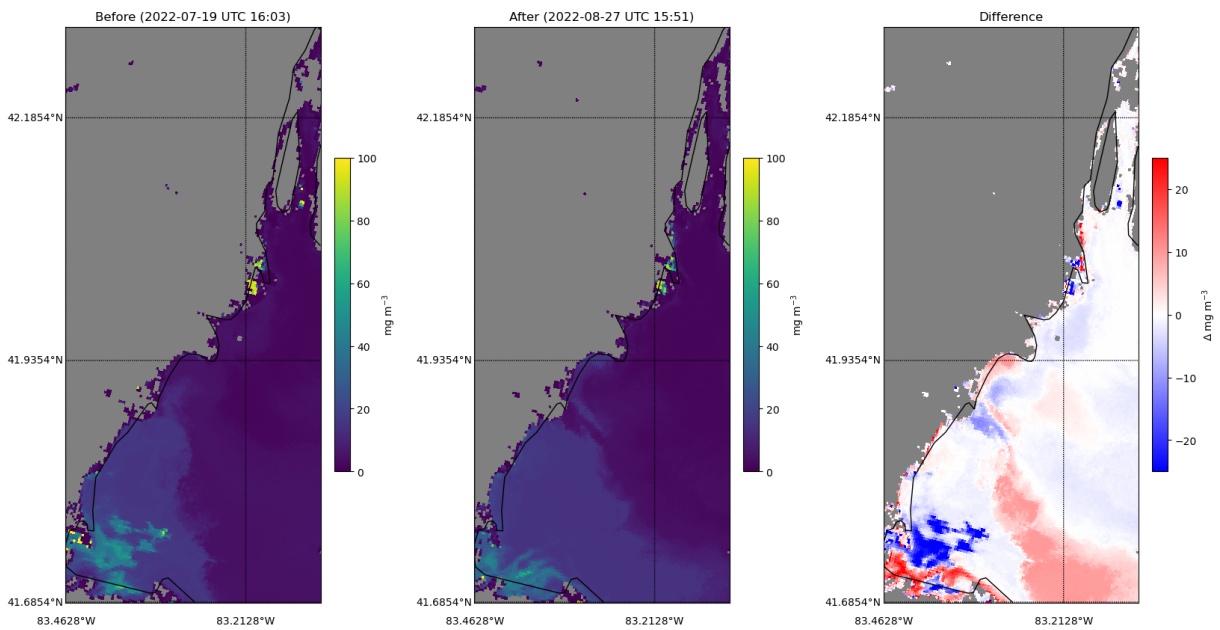 Before (2022-07-19 UTC 16:03)
42.1854°N
41.9354°N
41.6854°N
83.4628°W
83.2128°W
100
80
60
40
20
0
mg m⁻³
After (2022-08-27 UTC 15:51)
42.1854°N
41.9354°N
41.6854°N
83.4628°W
83.2128°W
100
80
60
40
20
0
mg m⁻³
Difference
42.1854°N
41.9354°N
41.6854°N
83.4628°W
83.2128°W
20
10
0
−10
−20
Δ mg m⁻³